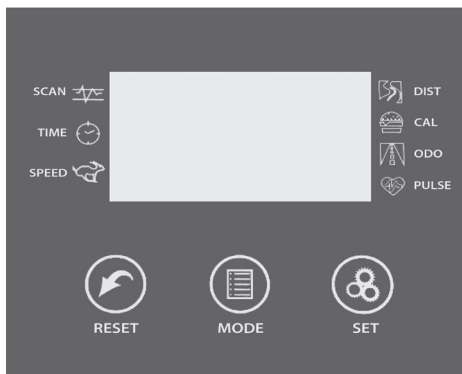 SCAN
TIME
SPEED
DIST
CAL
ODO
PULSE
RESET
MODE
SET